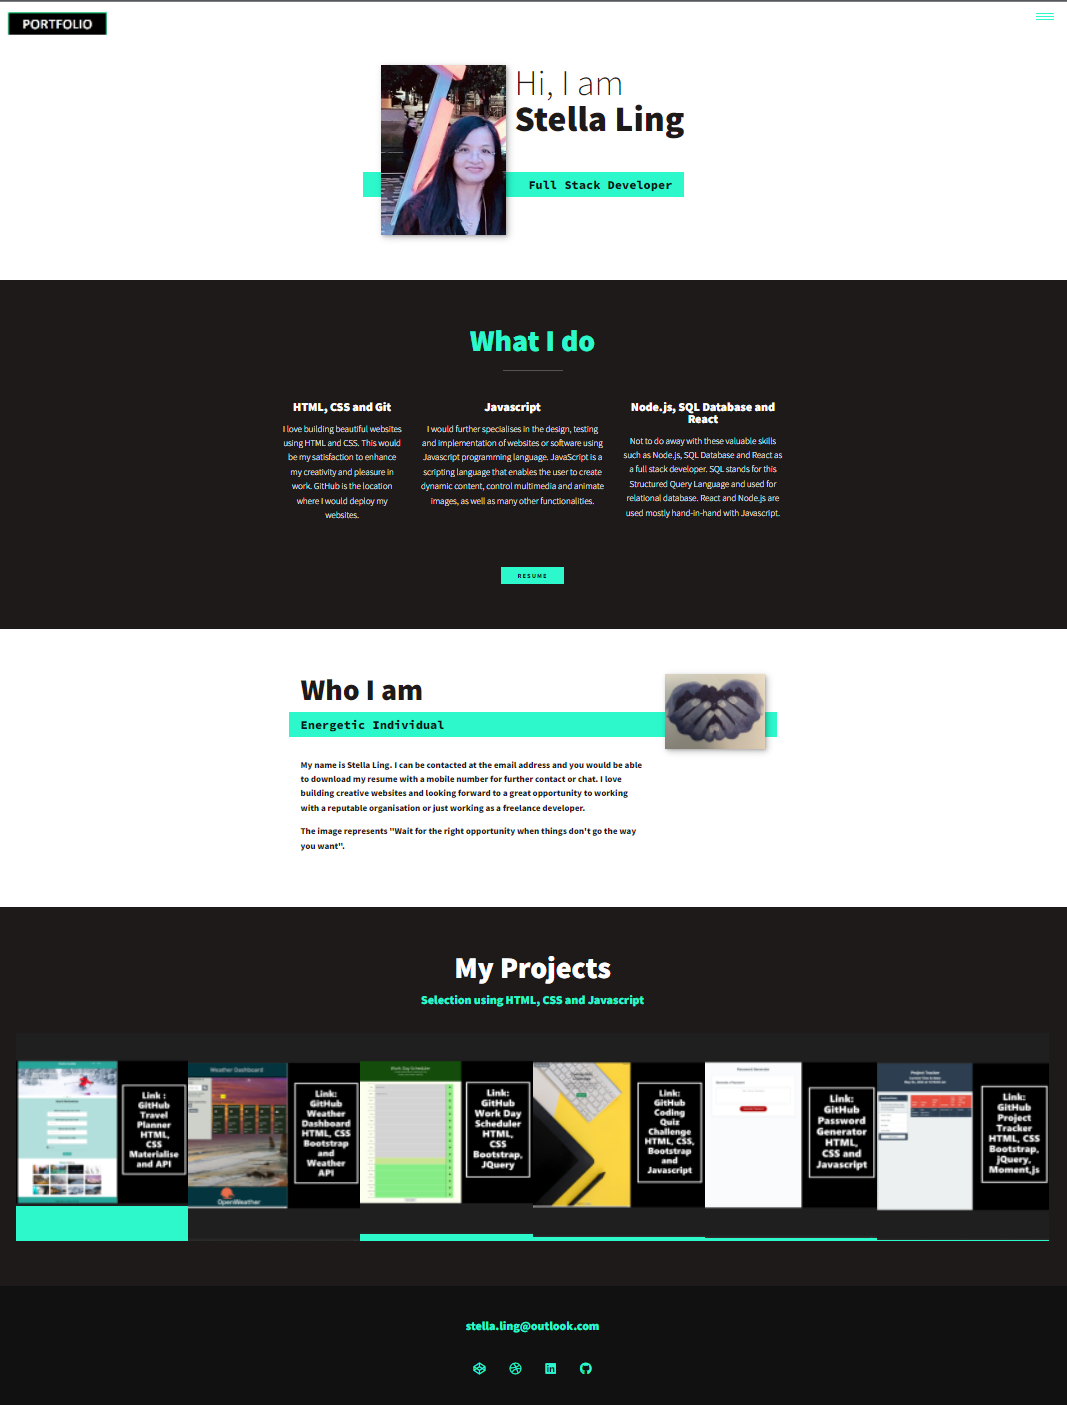 PORTFOLIO
Hi, I am
Stella Ling
Full Stack Developer
What I do
HTML, CSS and Git
I love building beautiful websites
using HTML and CSS. This would
be my satisfaction to enhance
my creativity and pleasure in
work. GitHub is the location
where I would deploy my
websites.
Javascript
I would further specialises in the design, testing
and implementation of websites or software using
Javascript programming language. JavaScript is a
scripting language that enables the user to create
dynamic content, control multimedia and animate
images, as well as many other functionalities.
Node.js, SQL Database and
React
Not to do away with these valuable skills
such as Node.js, SQL Database and React as
a full stack developer. SQL stands for this
Structured Query Language and used for
relational database. React and Node.js are
used mostly hand-in-hand with Javascript.
RESUME
Who I am
Energetic Individual
My name is Stella Ling. I can be contacted at the email address and you would be able
to download my resume with a mobile number for further contact or chat. I love
building creative websites and looking forward to a great opportunity to working
with a reputable organisation or just working as a freelance developer.
The image represents "Wait for the right opportunity when things don't go the way
you want".
My Projects
Selection using HTML, CSS and Javascript
Link :
GitHub
Travel
Planner
HTML,
CSS
Materialise
and API
Weather Dashboard
OpenWeather
Link:
GitHub
Weather
Dashboard
HTML, CSS
Bootstrap
and
Weather
API
Work Day Scheduler
Link:
GitHub
Work Day
Scheduler
HTML,
CSS
Bootstrap,
JQuery
Link:
GitHub
Coding
Quiz
Challenge
HTML, CSS,
Bootstrap
and
Javascript
Password Generator
Link:
GitHub
Password
Generator
HTML,
CSS and
Javascript
Project Tracker
Link:
GitHub
Project
Tracker
HTML, CSS
Bootstrap,
jQuery,
Moment,js
stella.ling@outlook.com